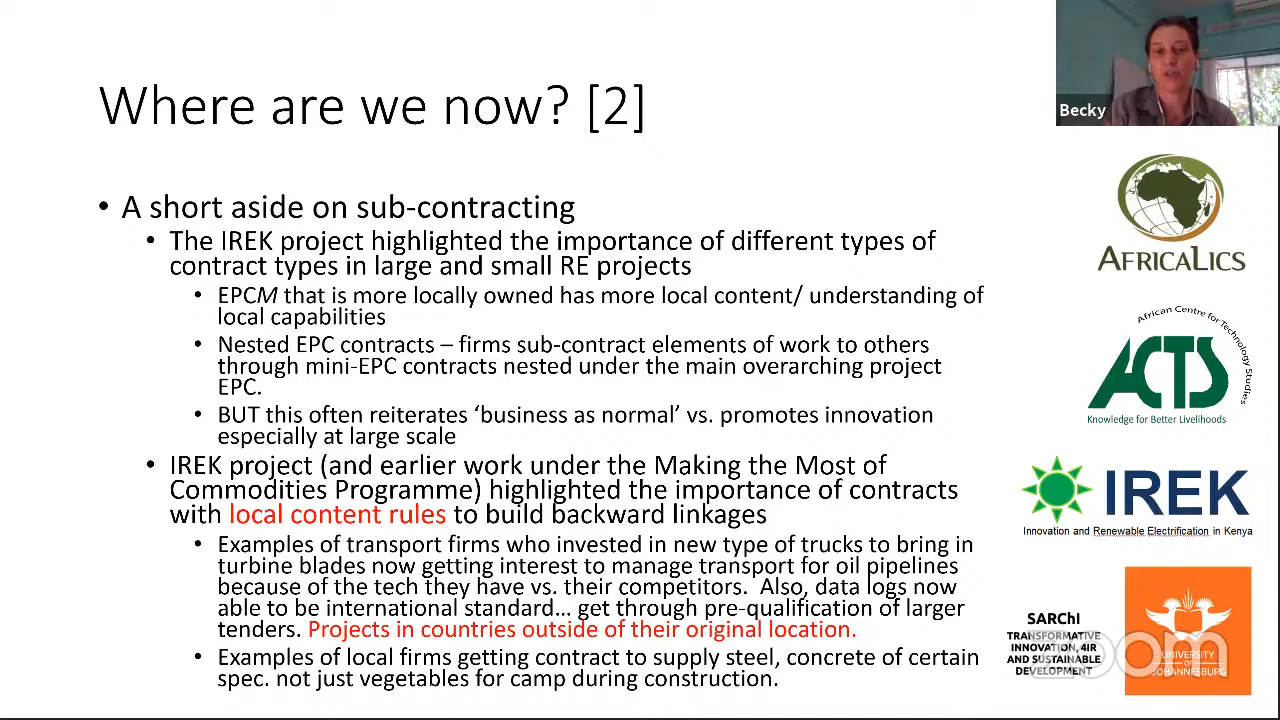 Where are we now? [2]
• A short aside on sub-contracting
• The IREK project highlighted the importance of different types of
contract types in large and small RE projects
• EPCM that is more locally owned has more local content/ understanding of
local capabilities
• Nested EPC contracts – firms sub-contract elements of work to others
through mini-EPC contracts nested under the main overarching project
EPC.
• BUT this often reiterates ‘business as normal’ vs. promotes innovation
especially at large scale
• IREK project (and earlier work under the Making the Most of
Commodities Programme) highlighted the importance of contracts
with local content rules to build backward linkages
• Examples of transport firms who invested in new type of trucks to bring in
turbine blades now getting interest to manage transport for oil pipelines
because of the tech they have vs. their competitors. Also, data logs now
able to be international standard... get through pre-qualification of larger
tenders. Projects in countries outside of their original location.
• Examples of local firms getting contract to supply steel, concrete of certain
spec. not just vegetables for camp during construction.
Becky
AFRICALICS
African Centre for Technology Studies
ACTS
Knowledge for Better Livelihoods
IREK
Innovation and Renewable Electrification in Kenya
SARChI
TRANSFORMATIVE
INNOVATION, 4IR
AND SUSTAINABLE
DEVELOPMENT
UNIVERSITY
OF
JOHANNESBURG
zoom